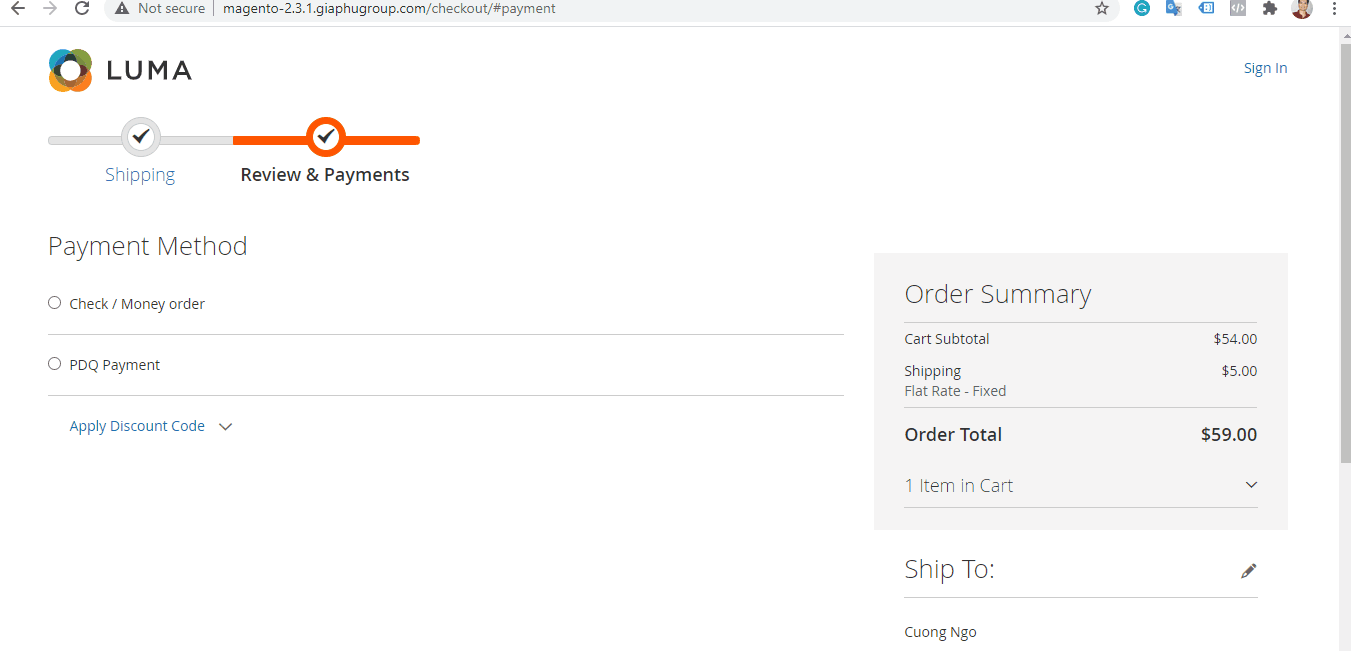 Not secure | magento-2.3.1.giaphugroup.com/checkout/#payment
LUMA
Sign In
Shipping
Review & Payments
Payment Method
Check / Money order
PDQ Payment
Apply Discount Code
Order Summary
Cart Subtotal $54.00
Shipping $5.00
Flat Rate - Fixed
Order Total $59.00
1 Item in Cart
Ship To:
Cuong Ngo